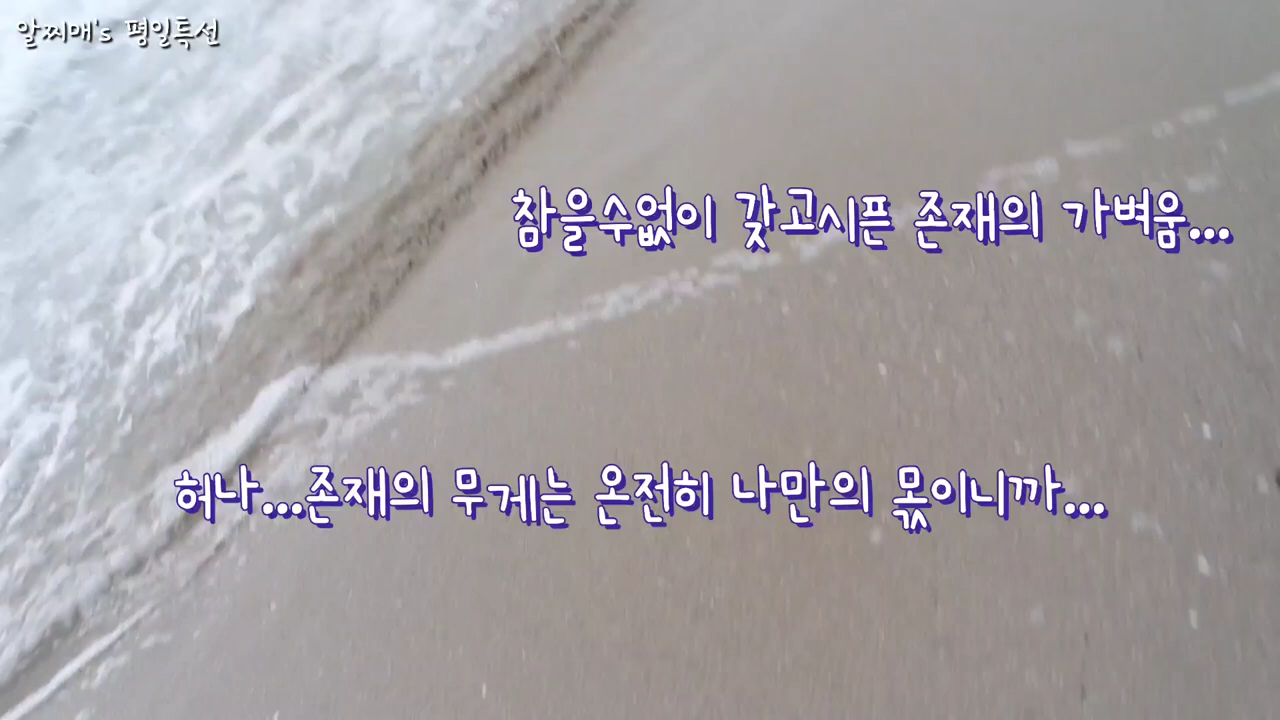 알찌매's 평일특선
참을수없이 갖고시픈 존재의 가벼움...
허나...존재의 무게는 온전히 나만의 몫이니까...